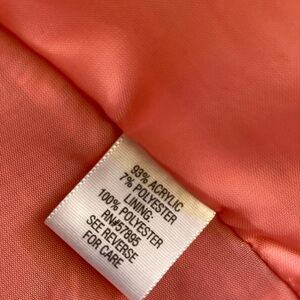 93% ACRYLIC
7% POLYESTER
LINING:
100% POLYESTER
RN#57895
SEE REVERSE
FOR CARE